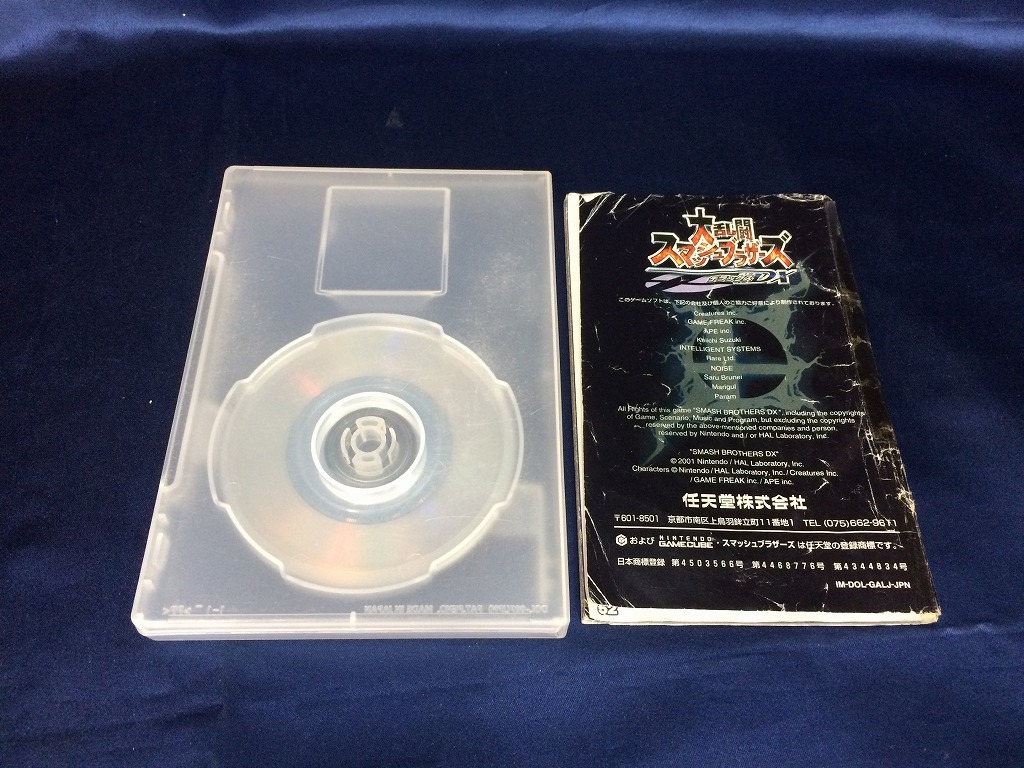 大乱闘
スマッシュブラザーズ
DX
このゲームソフトは、下記の会社及び個人のご協力ご好意により制作されております。
Creatures Inc.
GAME FREAK inc.
APE inc.
Keiichi Suzuki
INTELLIGENT SYSTEMS
Rare Ltd.
NOISE
Saru Brunei
Marigul
Param
All Rights of this game "SMASH BROTHERS DX", including the copyrights
of Game, Scenario, Music and Program, but excluding the copyrights
reserved by the above-mentioned companies and person,
reserved by Nintendo and / or HAL Laboratory, Inc.
"SMASH BROTHERS DX"
© 2001 Nintendo / HAL Laboratory, Inc.
Characters © Nintendo / HAL Laboratory, Inc. / Creatures Inc.
/ GAME FREAK inc. / APE inc.
任天堂株式会社
〒601-8501 京都市南区上鳥羽鉾立町11番地1 TEL (075)662-9611
および NINTENDO GAMECUBE・スマッシュブラザーズ は任天堂の登録商標です。
日本商標登録 第4503566号 第4468776号 第4344834号
IM-DOL-GALJ-JPN
62
MADE IN JAPAN